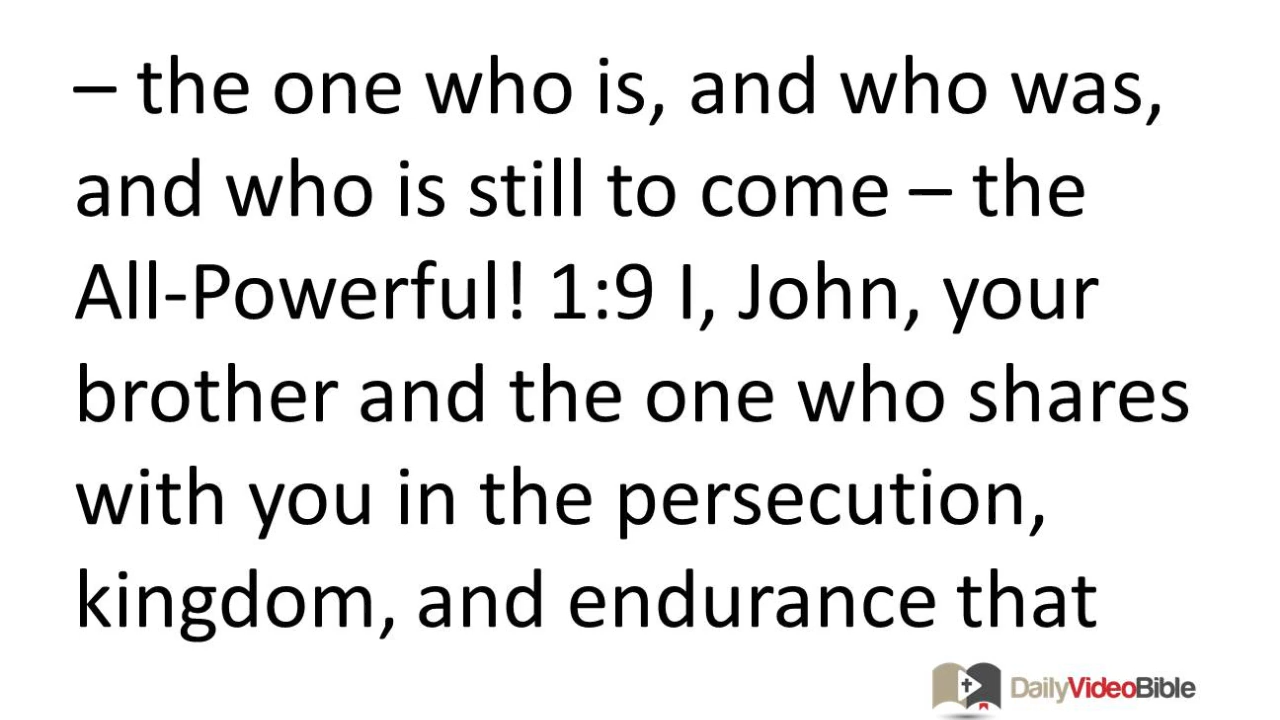 – the one who is, and who was,
and who is still to come – the
All-Powerful! 1:9 I, John, your
brother and the one who shares
with you in the persecution,
kingdom, and endurance that
DailyVideoBible